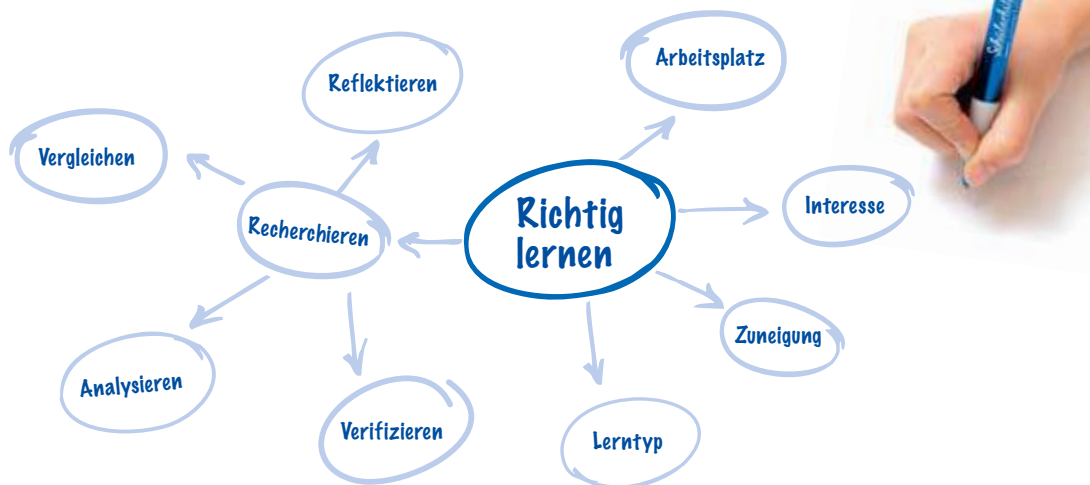 Arbeitsplatz
Reflektieren
Vergleichen
Interesse
Richtig
lernen
Recherchieren
Zuneigung
Analysieren
Verifizieren
Lerntyp